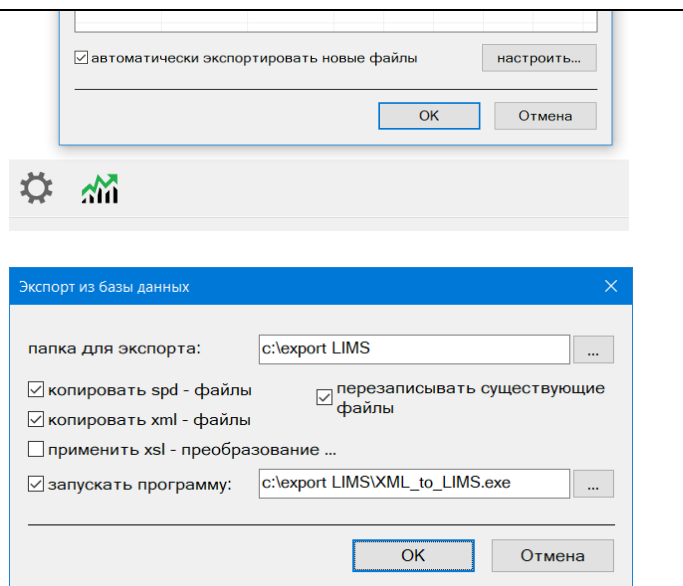 автоматически экспортировать новые файлы настроить...
OK Отмена
Экспорт из базы данных
папка для экспорта: c:\export LIMS ...
копировать spd - файлы перезаписывать существующие
файлы
копировать xml - файлы
применить xsl - преобразование ...
запускать программу: c:\export LIMS\XML_to_LIMS.exe ...
OK Отмена